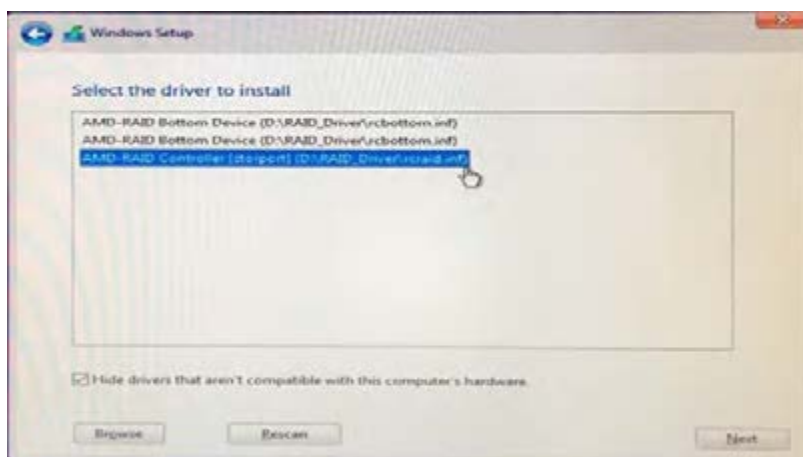 Windows Setup
Select the driver to install
AMD-RAID Bottom Device (D:\RAID_Driver\rcbottom.inf)
AMD-RAID Bottom Device (D:\RAID_Driver\rcbottom.inf)
AMD-RAID Controller [storport] (D:\RAID_Driver\rcraid.inf)
Hide drivers that aren't compatible with this computer's hardware.
Browse
Rescan
Next